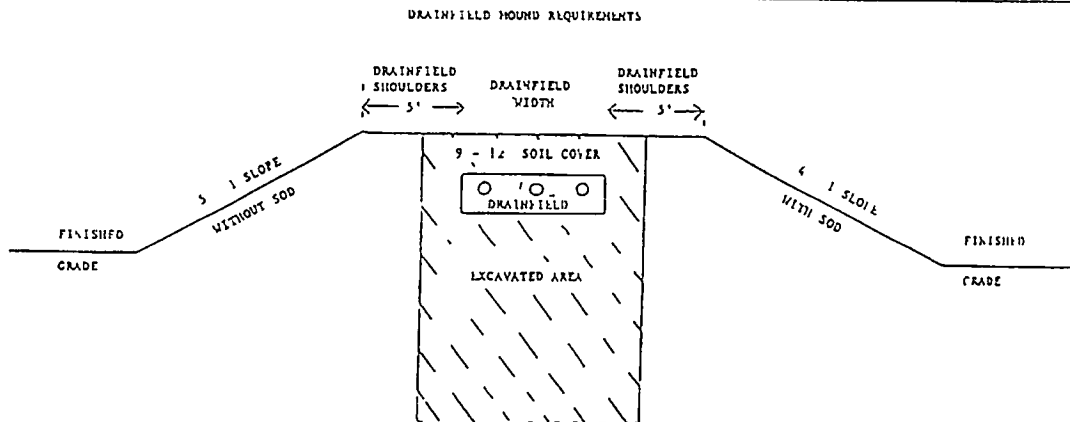 DRAINFIELD MOUND REQUIREMENTS
DRAINFIELD
SHOULDERS
5'
DRAINFIELD
WIDTH
DRAINFIELD
SHOULDERS
5'
9 - 12 SOIL COVER
DRAINFIELD
5 1 SLOPE
WITHOUT SOD
4 1 SLOPE
WITH SOD
FINISHED
GRADE
EXCAVATED AREA
FINISHED
GRADE